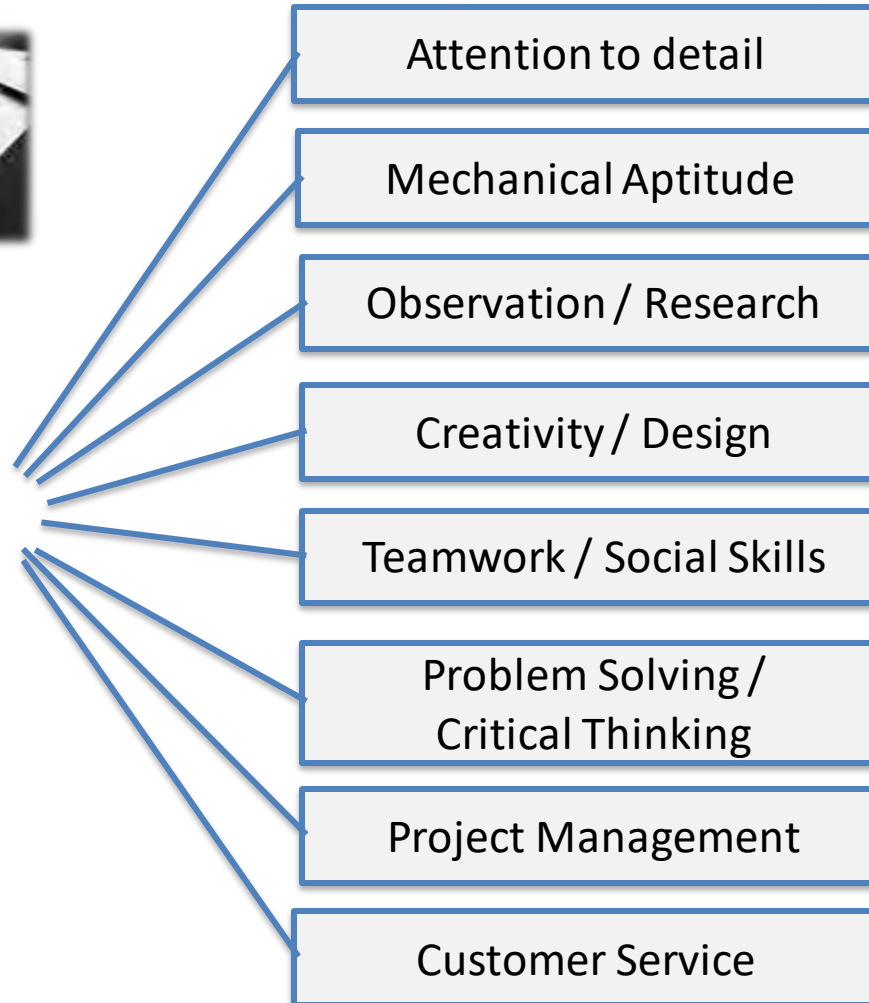 Attention to detail
Mechanical Aptitude
Observation / Research
Creativity / Design
Teamwork / Social Skills
Problem Solving /
Critical Thinking
Project Management
Customer Service